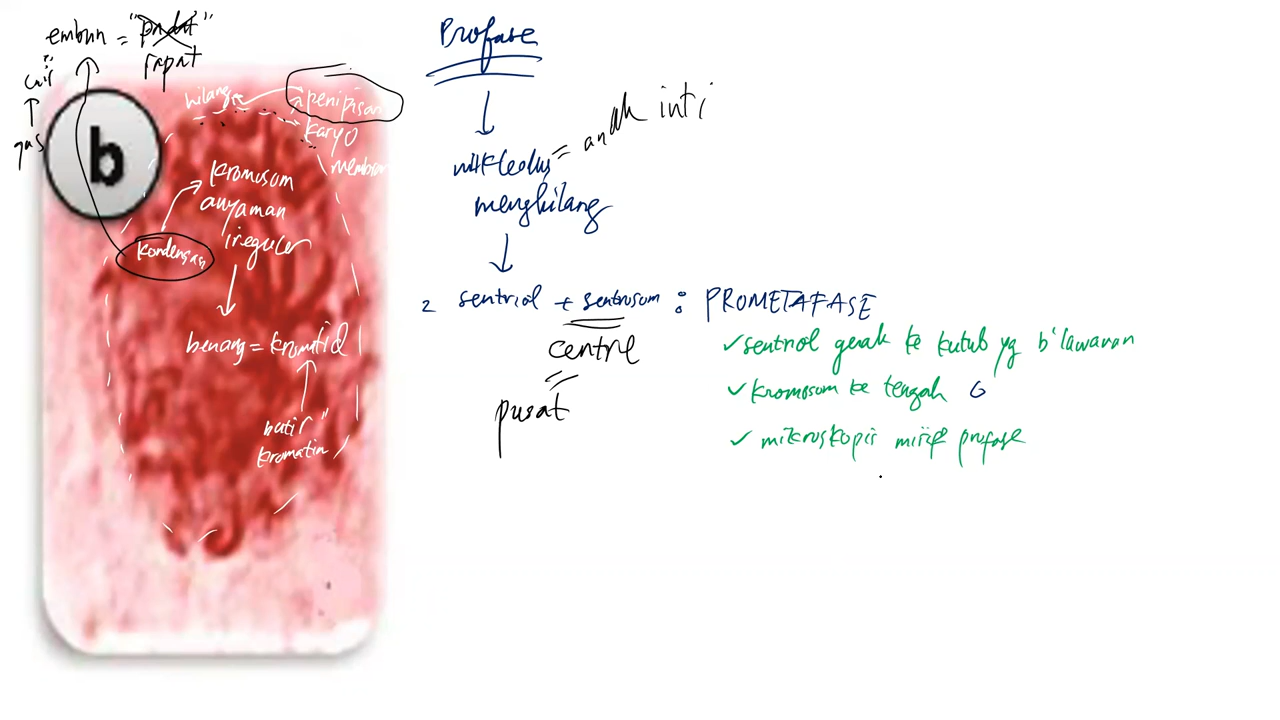 embun = "padat"
rapat
cair
gas
b
hilang
penipisan
karyo
membran
kromosom
anyaman
ireguler
kondensasi
benang = kromatid
butir"
kromatin
Profase
nukleolus = anak inti
menghilang
2 sentriol + sentrosom : PROMETAFASE
centre
pusat
✓ sentrol gerak ke kutub yg b'lawanan
✓ kromosom ke tengah
✓ mikroskopis mirip profase